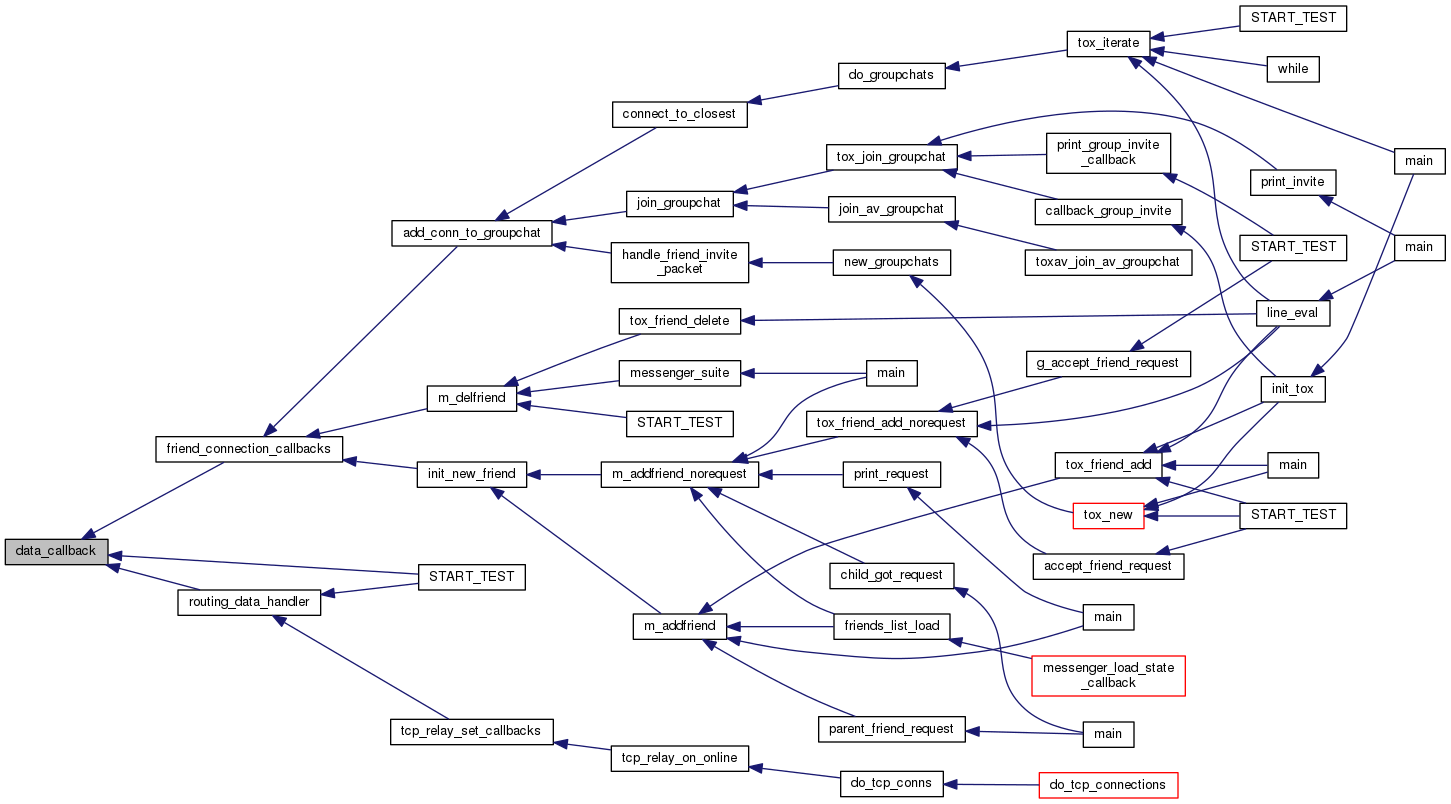 START_TEST
tox_iterate
while
do_groupchats
connect_to_closest
print_group_invite
_callback
tox_join_groupchat
main
print_invite
join_groupchat
join_av_groupchat
callback_group_invite
add_conn_to_groupchat
START_TEST
main
handle_friend_invite
_packet
new_groupchats
toxav_join_av_groupchat
tox_friend_delete
line_eval
g_accept_friend_request
messenger_suite
main
init_tox
m_delfriend
START_TEST
tox_friend_add_norequest
friend_connection_callbacks
tox_friend_add
main
init_new_friend
m_addfriend_norequest
print_request
tox_new
START_TEST
data_callback
accept_friend_request
START_TEST
child_got_request
routing_data_handler
main
m_addfriend
friends_list_load
messenger_load_state
_callback
tcp_relay_set_callbacks
parent_friend_request
main
tcp_relay_on_online
do_tcp_conns
do_tcp_connections